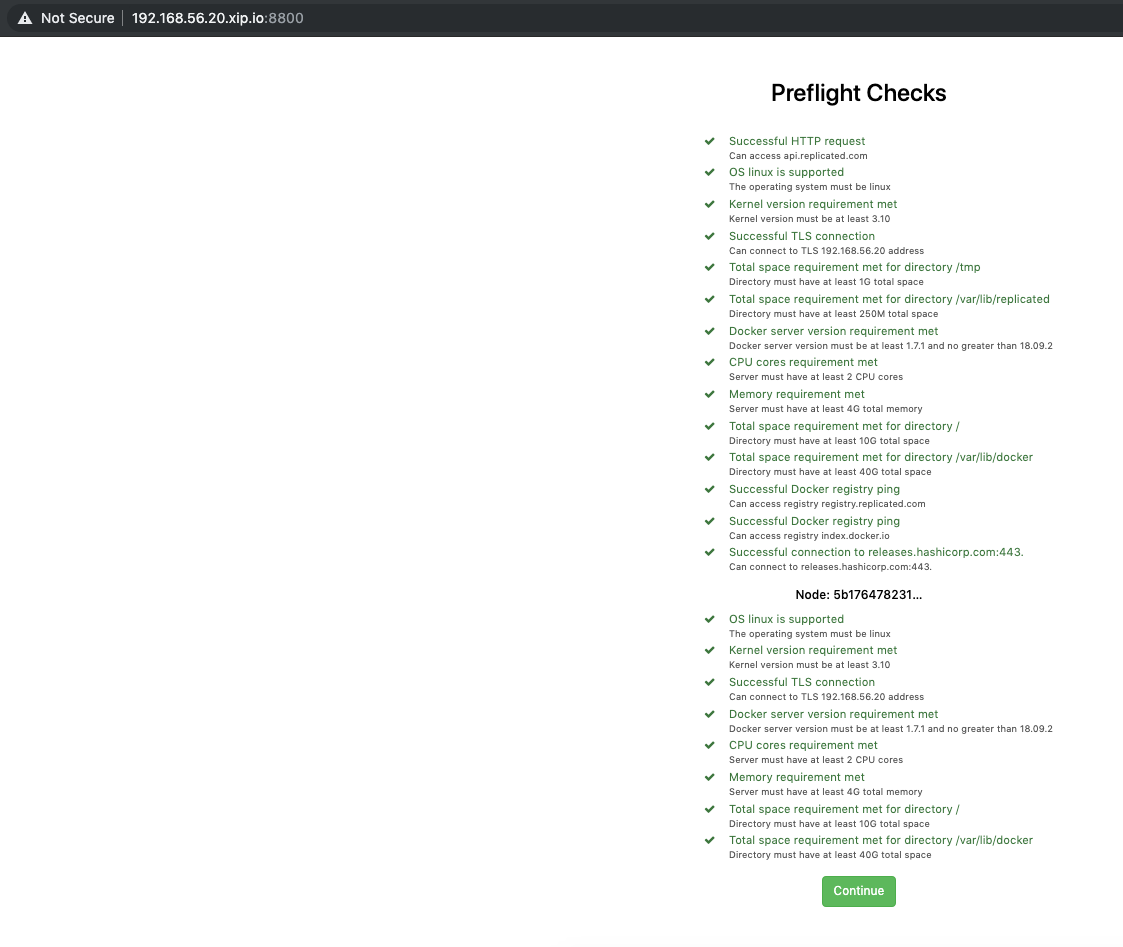 Not Secure | 192.168.56.20.xip.io:8800
Preflight Checks
Successful HTTP request
Can access api.replicated.com
OS linux is supported
The operating system must be linux
Kernel version requirement met
Kernel version must be at least 3.10
Successful TLS connection
Can connect to TLS 192.168.56.20 address
Total space requirement met for directory /tmp
Directory must have at least 1G total space
Total space requirement met for directory /var/lib/replicated
Directory must have at least 250M total space
Docker server version requirement met
Docker server version must be at least 1.7.1 and no greater than 18.09.2
CPU cores requirement met
Server must have at least 2 CPU cores
Memory requirement met
Server must have at least 4G total memory
Total space requirement met for directory /
Directory must have at least 10G total space
Total space requirement met for directory /var/lib/docker
Directory must have at least 40G total space
Successful Docker registry ping
Can access registry registry.replicated.com
Successful Docker registry ping
Can access registry index.docker.io
Successful connection to releases.hashicorp.com:443.
Can connect to releases.hashicorp.com:443.
Node: 5b176478231...
OS linux is supported
The operating system must be linux
Kernel version requirement met
Kernel version must be at least 3.10
Successful TLS connection
Can connect to TLS 192.168.56.20 address
Docker server version requirement met
Docker server version must be at least 1.7.1 and no greater than 18.09.2
CPU cores requirement met
Server must have at least 2 CPU cores
Memory requirement met
Server must have at least 4G total memory
Total space requirement met for directory /
Directory must have at least 10G total space
Total space requirement met for directory /var/lib/docker
Directory must have at least 40G total space
Continue